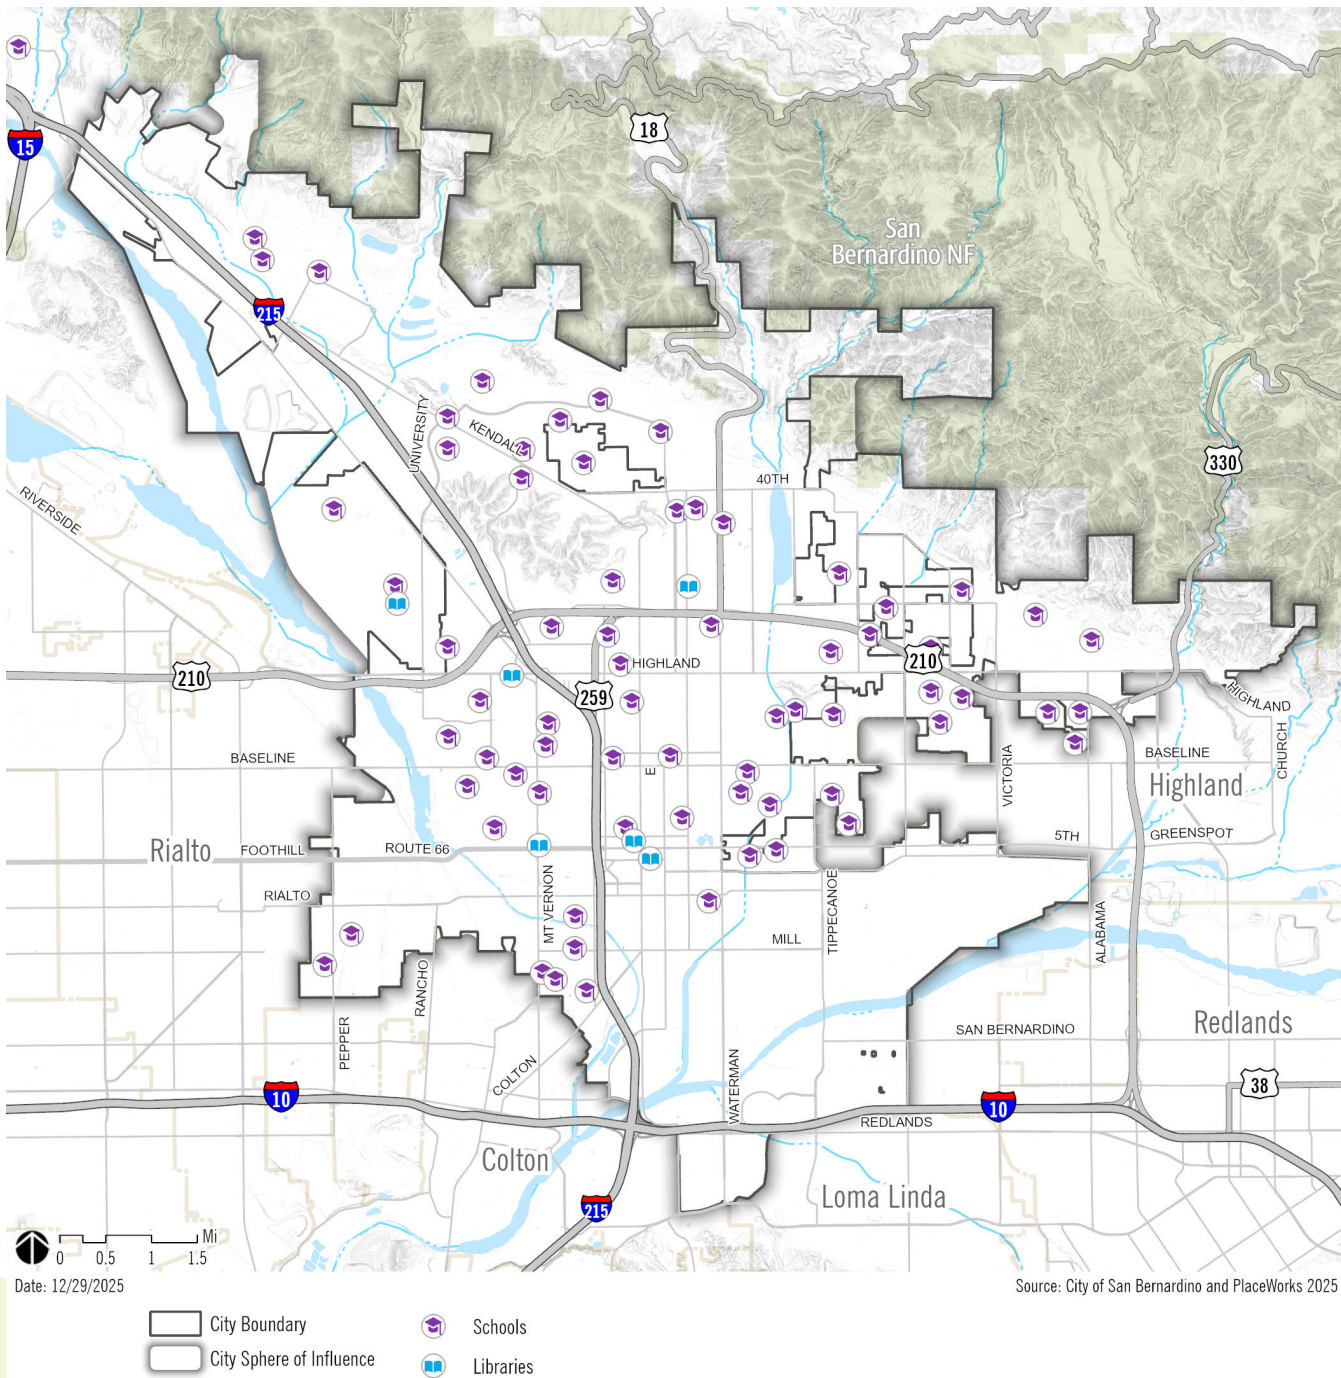 15
18
San
Bernardino NF
215
UNIVERSITY
KENDALL
330
40TH
RIVERSIDE
210
HIGHLAND
210
259
HIGHLAND
BASELINE
E
VICTORIA
BASELINE
CHURCH
Highland
Rialto
FOOTHILL
ROUTE 66
5TH
GREENSPOT
RIALTO
MT VERNON
TIPPECANOE
MILL
ALABAMA
RANCHO
PEPPER
SAN BERNARDINO
Redlands
COLTON
WATERMAN
10
10
38
REDLANDS
Colton
Loma Linda
215
0 0.5 1 1.5 Mi
Date: 12/29/2025
Source: City of San Bernardino and PlaceWorks 2025
City Boundary
Schools
City Sphere of Influence
Libraries